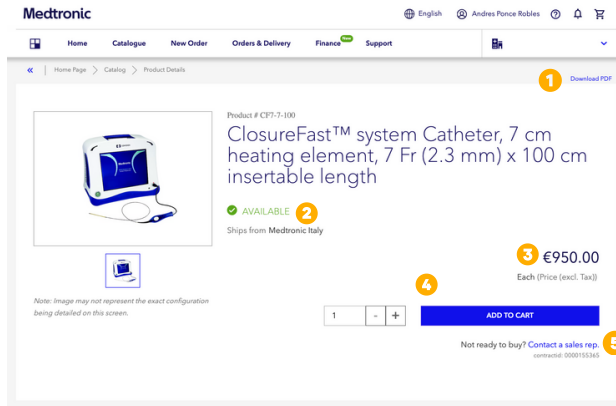 Medtronic
English
Andres Ponce Robles
Home
Catalogue
New Order
Orders & Delivery
Finance
New
Support
« | Home Page > Catalog > Product Details
1
Download PDF
Product # CF7-7-100
ClosureFast™ system Catheter, 7 cm
heating element, 7 Fr (2.3 mm) x 100 cm
insertable length
AVAILABLE
2
Ships from Medtronic Italy
3
€950.00
Each (Price (excl. Tax))
4
Note: Image may not represent the exact configuration
being detailed on this screen.
1
-
+
ADD TO CART
Not ready to buy? Contact a sales rep.
5
contractid: 0000155365